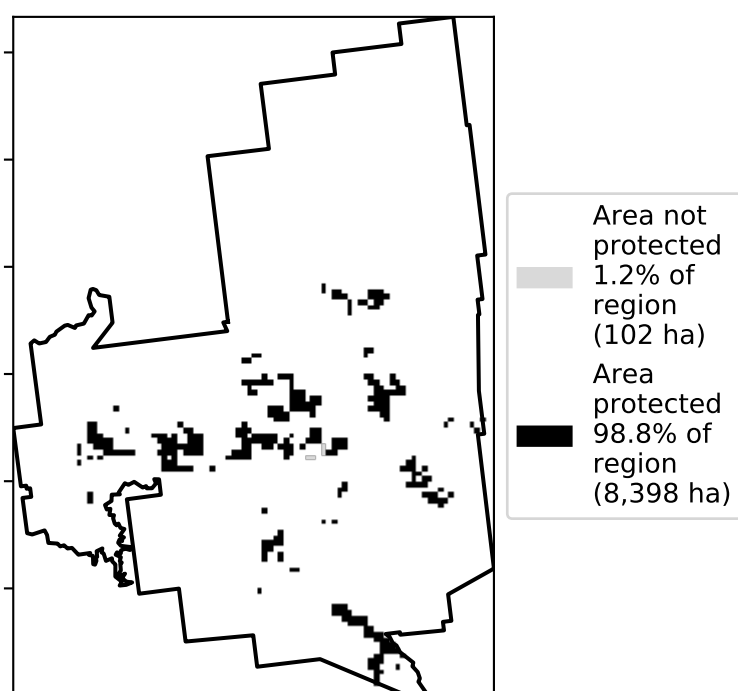 Area not
protected
1.2% of
region
(102 ha)
Area
protected
98.8% of
region
(8,398 ha)